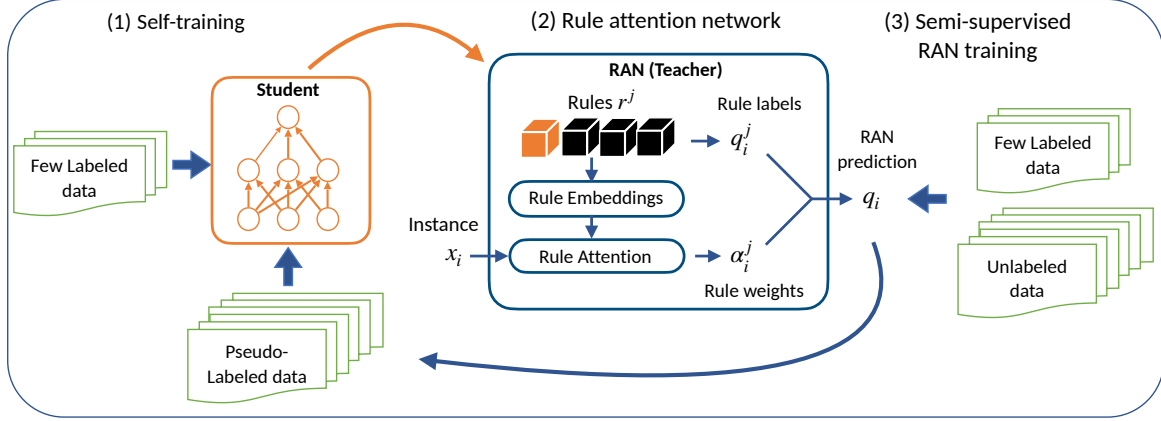 (1) Self-training
(2) Rule attention network
(3) Semi-supervised
RAN training
Student
Few Labeled
data
Pseudo-
Labeled data
RAN (Teacher)
Rules r^j
Rule labels
q_i^j
Rule Embeddings
Instance
x_i
Rule Attention
α_i^j
Rule weights
RAN
prediction
q_i
Few Labeled
data
Unlabeled
data